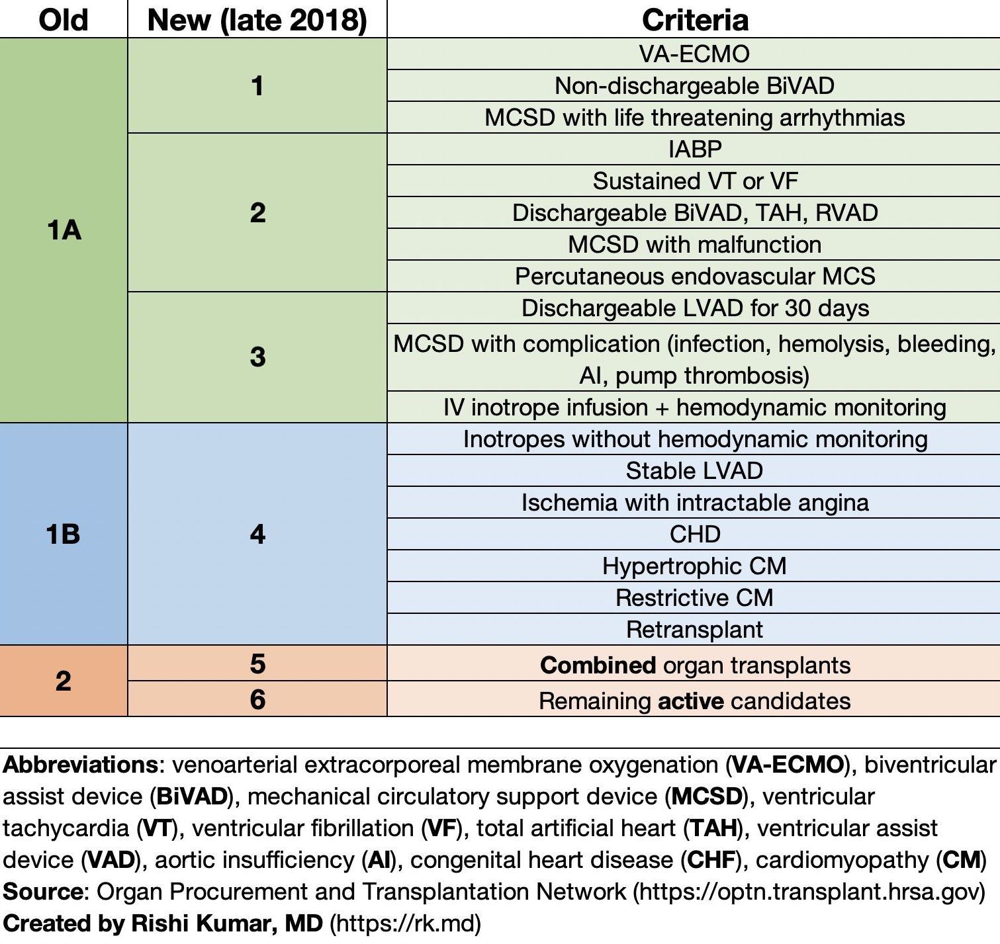 Old New (late 2018) Criteria
1A
1
VA-ECMO
Non-dischargeable BiVAD
MCSD with life threatening arrhythmias
2
IABP
Sustained VT or VF
Dischargeable BiVAD, TAH, RVAD
MCSD with malfunction
Percutaneous endovascular MCS
3
Dischargeable LVAD for 30 days
MCSD with complication (infection, hemolysis, bleeding,
AI, pump thrombosis)
IV inotrope infusion + hemodynamic monitoring
1B
4
Inotropes without hemodynamic monitoring
Stable LVAD
Ischemia with intractable angina
CHD
Hypertrophic CM
Restrictive CM
Retransplant
2
5
Combined organ transplants
6
Remaining active candidates
Abbreviations: venoarterial extracorporeal membrane oxygenation (VA-ECMO), biventricular
assist device (BiVAD), mechanical circulatory support device (MCSD), ventricular
tachycardia (VT), ventricular fibrillation (VF), total artificial heart (TAH), ventricular assist
device (VAD), aortic insufficiency (AI), congenital heart disease (CHF), cardiomyopathy (CM)
Source: Organ Procurement and Transplantation Network (https://optn.transplant.hrsa.gov)
Created by Rishi Kumar, MD (https://rk.md)